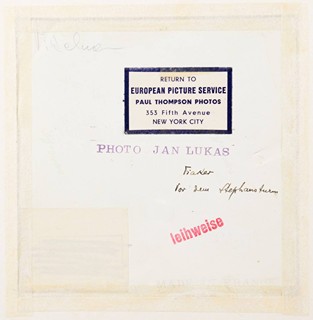 RETURN TO
EUROPEAN PICTURE SERVICE
PAUL THOMPSON PHOTOS
353 Fifth Avenue
NEW YORK CITY
PHOTO JAN LUKAS
Fiaker
vor dem Stephansturm
leihweise